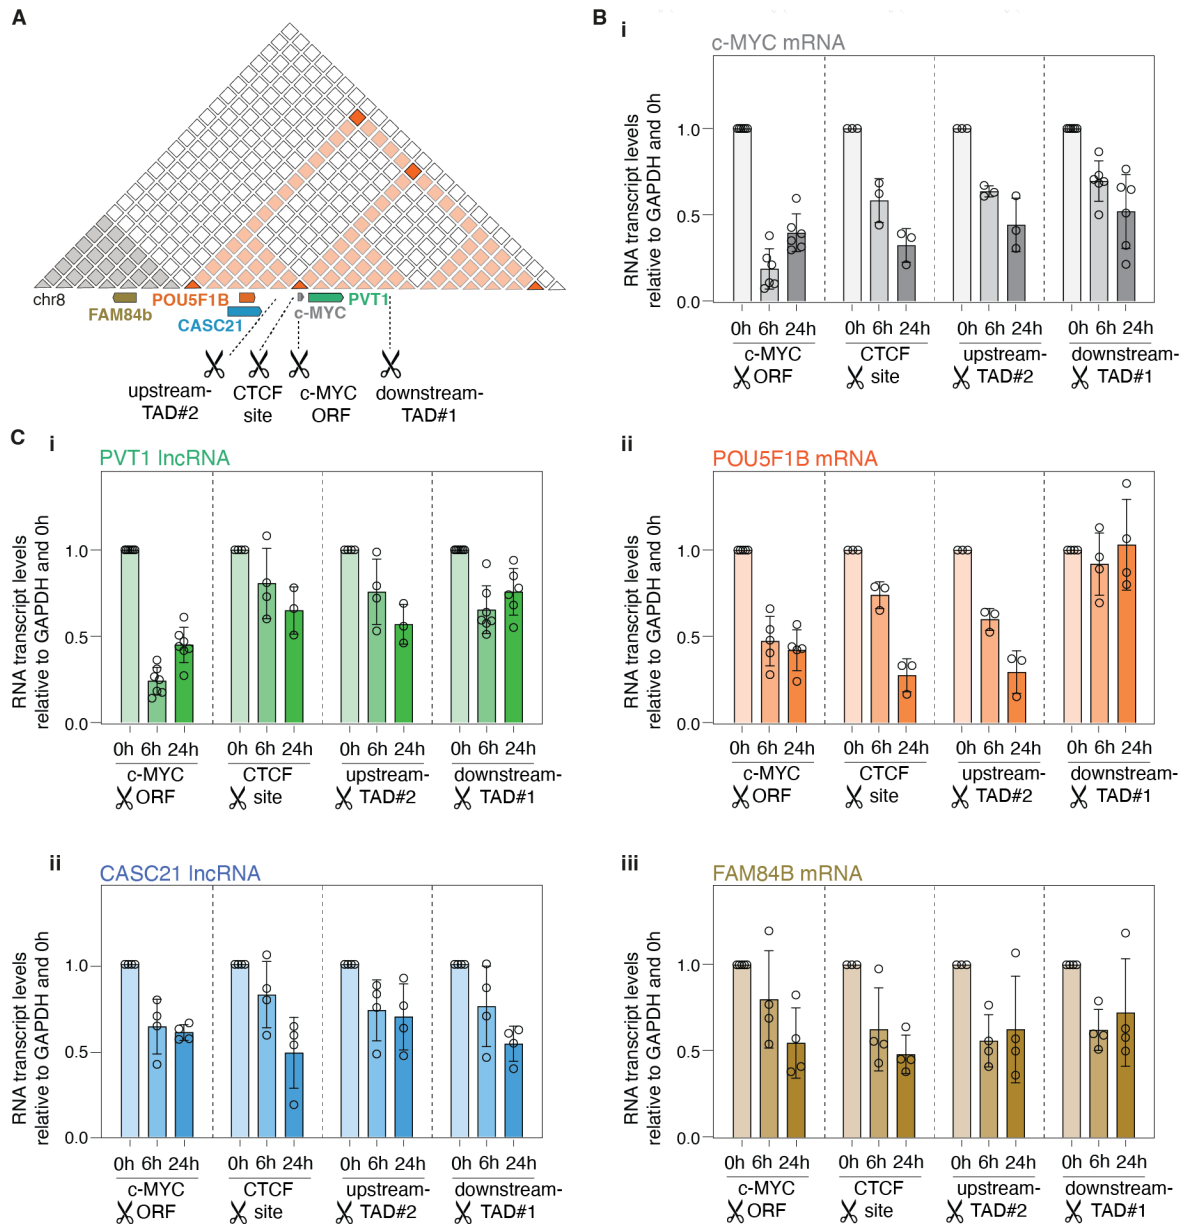 A
chr8
FAM84b
POU5F1B
CASC21
c-MYC
PVT1
upstream-
TAD#2
CTCF
site
c-MYC
ORF
downstream-
TAD#1
B
i
c-MYC mRNA
RNA transcript levels
relative to GAPDH and 0h
1.0
0.5
0.0
0h 6h 24h
0h 6h 24h
0h 6h 24h
0h 6h 24h
c-MYC
ORF
CTCF
site
upstream-
TAD#2
downstream-
TAD#1
C
i
PVT1 lncRNA
RNA transcript levels
relative to GAPDH and 0h
1.0
0.5
0.0
0h 6h 24h
0h 6h 24h
0h 6h 24h
0h 6h 24h
c-MYC
ORF
CTCF
site
upstream-
TAD#2
downstream-
TAD#1
ii
POU5F1B mRNA
RNA transcript levels
relative to GAPDH and 0h
1.0
0.5
0.0
0h 6h 24h
0h 6h 24h
0h 6h 24h
0h 6h 24h
c-MYC
ORF
CTCF
site
upstream-
TAD#2
downstream-
TAD#1
ii
CASC21 lncRNA
RNA transcript levels
relative to GAPDH and 0h
1.0
0.5
0.0
0h 6h 24h
0h 6h 24h
0h 6h 24h
0h 6h 24h
c-MYC
ORF
CTCF
site
upstream-
TAD#2
downstream-
TAD#1
iii
FAM84B mRNA
RNA transcript levels
relative to GAPDH and 0h
1.0
0.5
0.0
0h 6h 24h
0h 6h 24h
0h 6h 24h
0h 6h 24h
c-MYC
ORF
CTCF
site
upstream-
TAD#2
downstream-
TAD#1